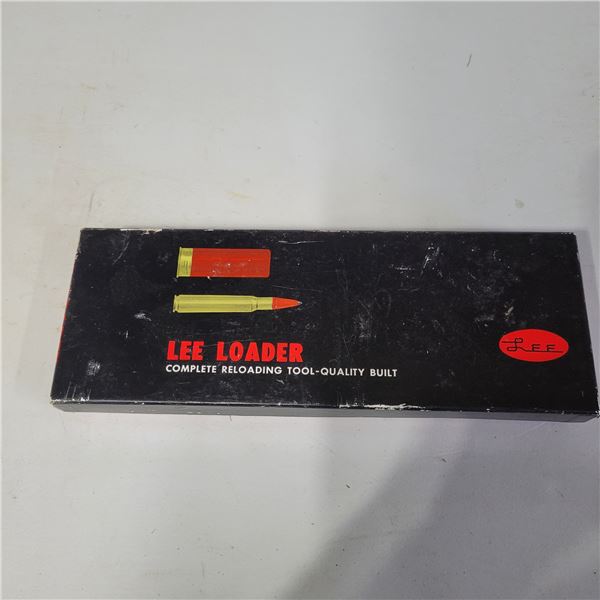 LEE LOADER
LEE
COMPLETE RELOADING TOOL-QUALITY BUILT